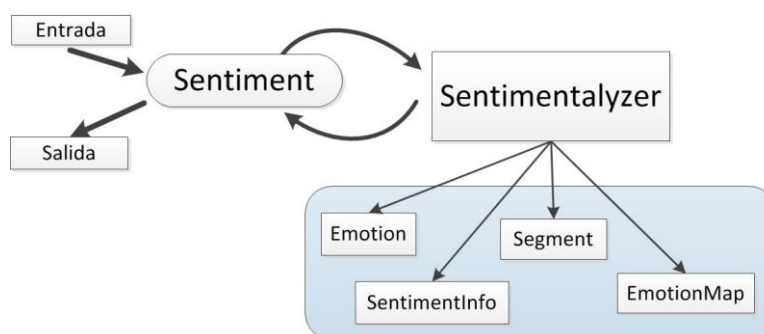 Entrada
Sentiment
Sentimentalyzer
Salida
Emotion
Segment
SentimentInfo
EmotionMap